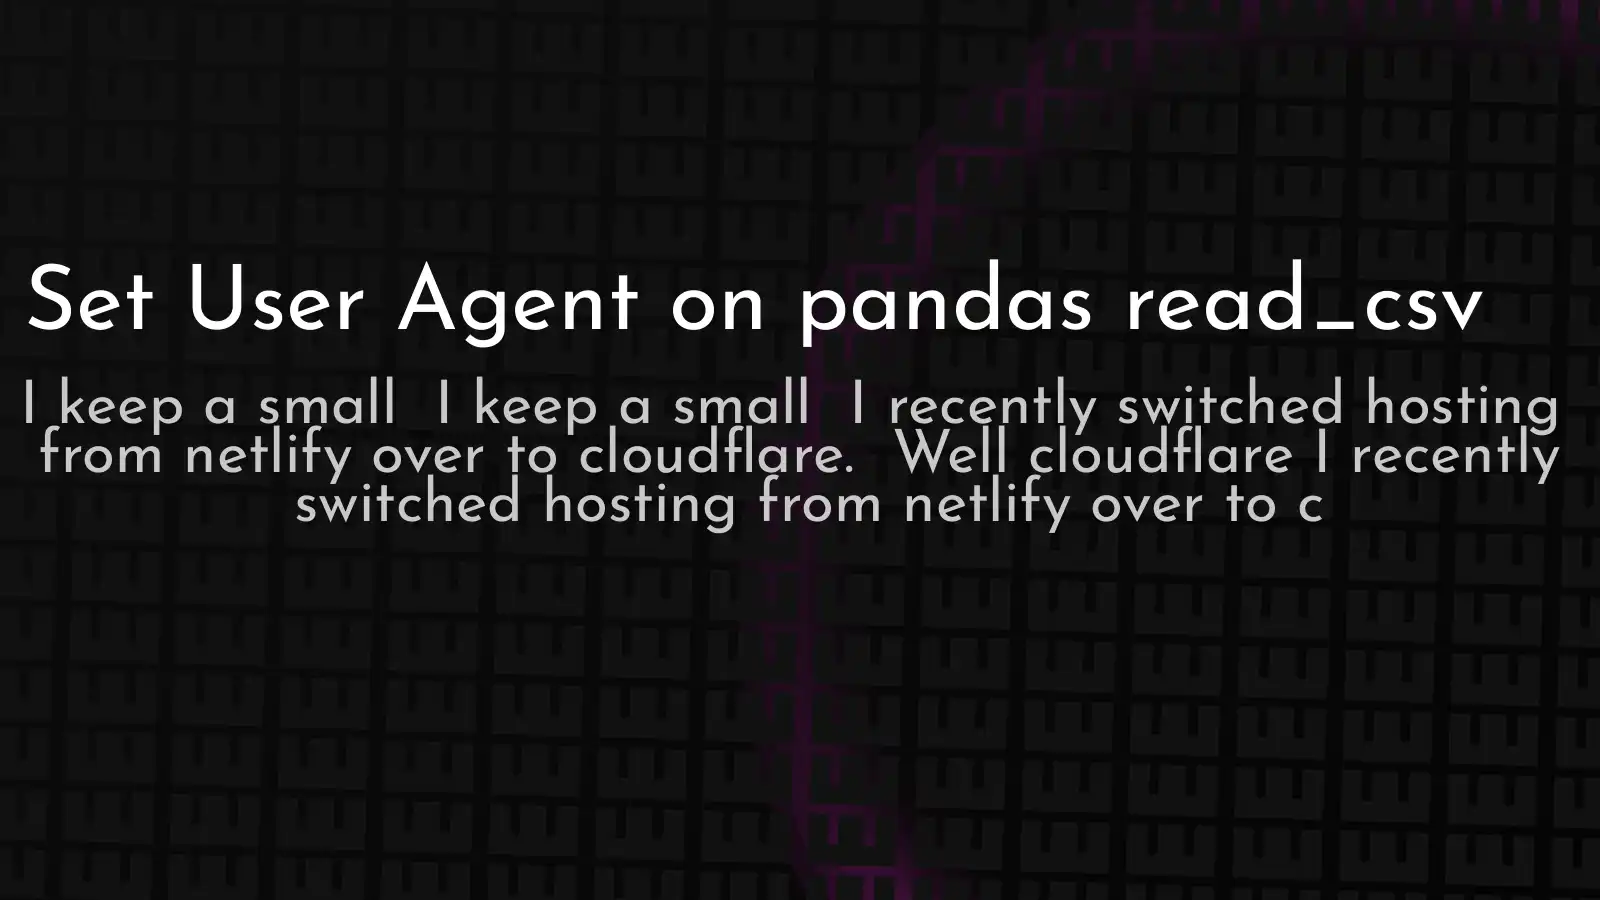 Set User Agent on pandas read_csv
I keep a small  I keep a small  I recently switched hosting
from netlify over to cloudflare.  Well cloudflare I recently
switched hosting from netlify over to c